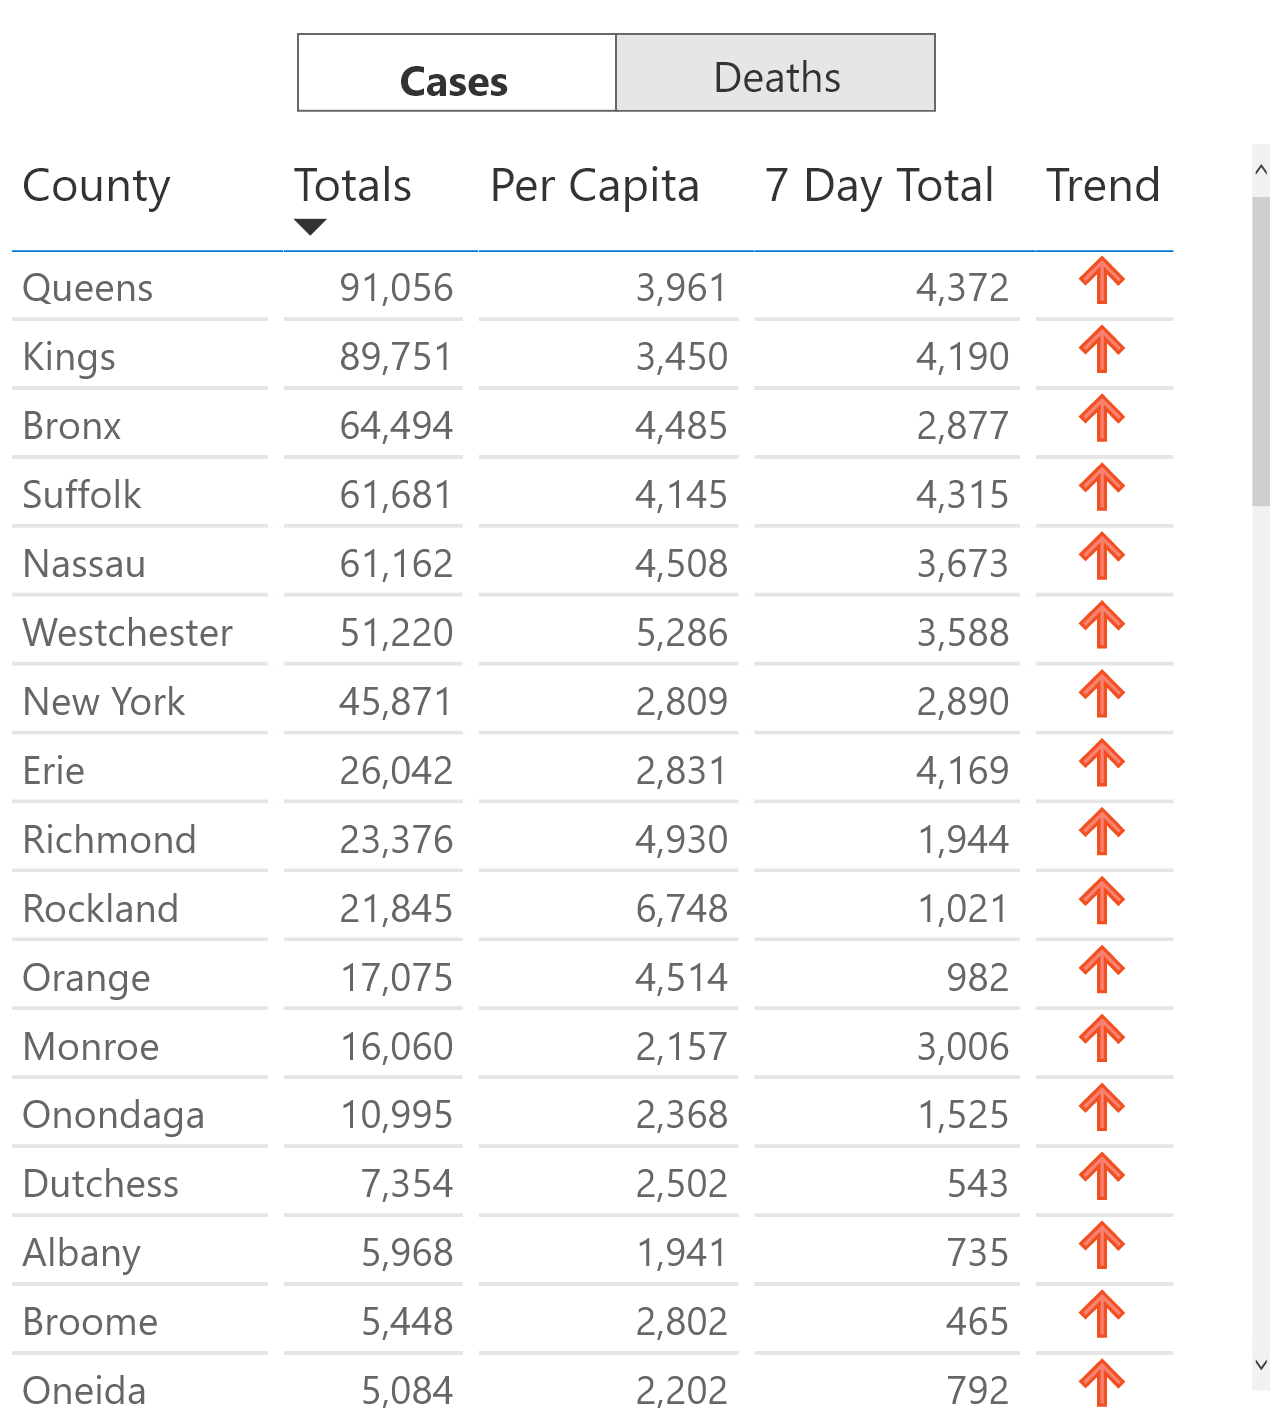 Cases Deaths
County Totals Per Capita 7 Day Total Trend
Queens 91,056 3,961 4,372
Kings 89,751 3,450 4,190
Bronx 64,494 4,485 2,877
Suffolk 61,681 4,145 4,315
Nassau 61,162 4,508 3,673
Westchester 51,220 5,286 3,588
New York 45,871 2,809 2,890
Erie 26,042 2,831 4,169
Richmond 23,376 4,930 1,944
Rockland 21,845 6,748 1,021
Orange 17,075 4,514 982
Monroe 16,060 2,157 3,006
Onondaga 10,995 2,368 1,525
Dutchess 7,354 2,502 543
Albany 5,968 1,941 735
Broome 5,448 2,802 465
Oneida 5,084 2,202 792